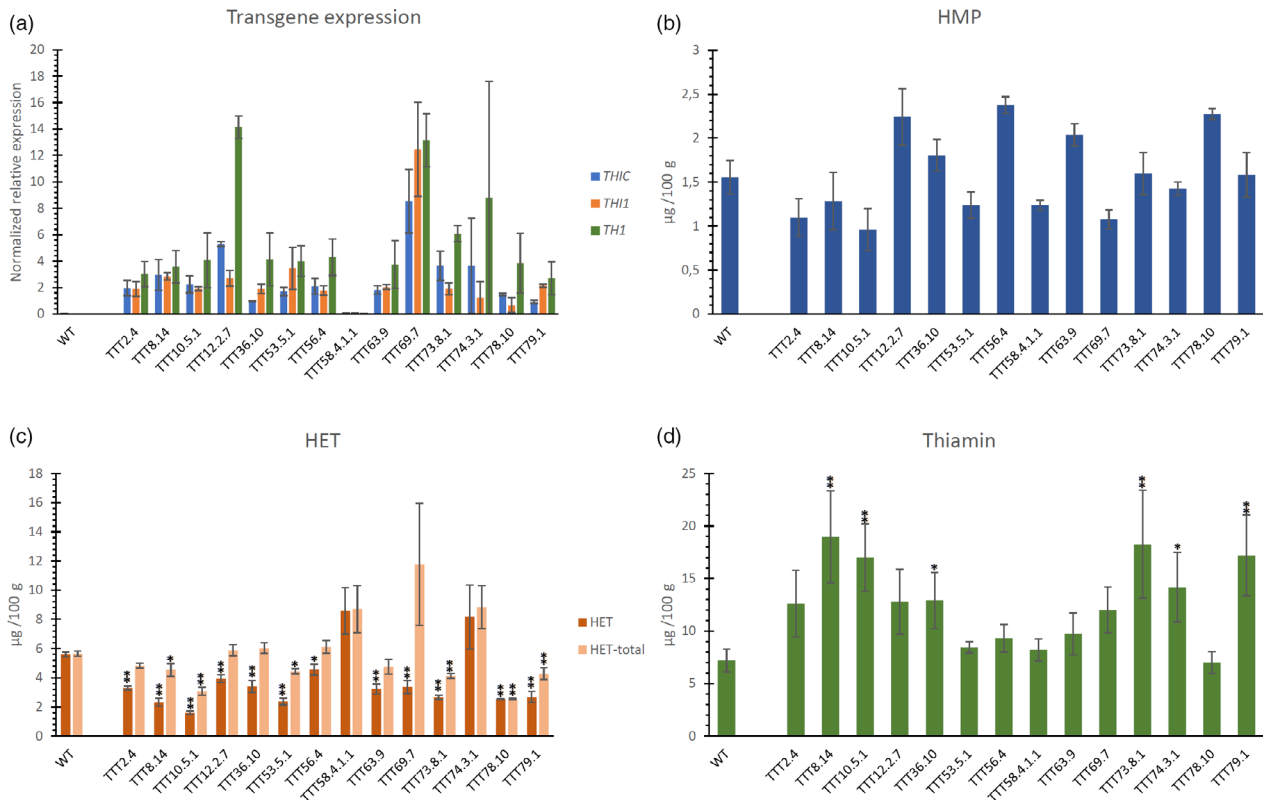 (a)
Transgene expression
Normalized relative expression
20
18
16
14
12
10
8
6
4
2
0
WT
TTT2.4
TTT8.14
TTT10.5.1
TTT12.2.7
TTT36.10
TTT53.5.1
TTT56.4
TTT58.4.1.1
TTT63.9
TTT69.7
TTT73.8.1
TTT74.3.1
TTT78.10
TTT79.1
THIC
THI1
TH1
(b)
HMP
µg /100 g
3
2,5
2
1,5
1
0,5
0
WT
TTT2.4
TTT8.14
TTT10.5.1
TTT12.2.7
TTT36.10
TTT53.5.1
TTT56.4
TTT58.4.1.1
TTT63.9
TTT69.7
TTT73.8.1
TTT74.3.1
TTT78.10
TTT79.1
(c)
HET
µg /100 g
18
16
14
12
10
8
6
4
2
0
**
**
*
**
**
**
**
**
*
*
**
**
**
**
**
**
**
**
WT
TTT2.4
TTT8.14
TTT10.5.1
TTT12.2.7
TTT36.10
TTT53.5.1
TTT56.4
TTT58.4.1.1
TTT63.9
TTT69.7
TTT73.8.1
TTT74.3.1
TTT78.10
TTT79.1
HET
HET-total
(d)
Thiamin
µg /100 g
25
20
15
10
5
0
**
**
*
**
*
**
WT
TTT2.4
TTT8.14
TTT10.5.1
TTT12.2.7
TTT36.10
TTT53.5.1
TTT56.4
TTT58.4.1.1
TTT63.9
TTT69.7
TTT73.8.1
TTT74.3.1
TTT78.10
TTT79.1